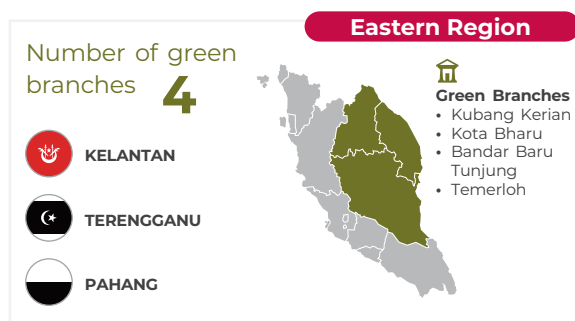 Eastern Region
Number of green
branches 4
KELANTAN
TERENGGANU
PAHANG
Green Branches
• Kubang Kerian
• Kota Bharu
• Bandar Baru
Tunjung
• Temerloh